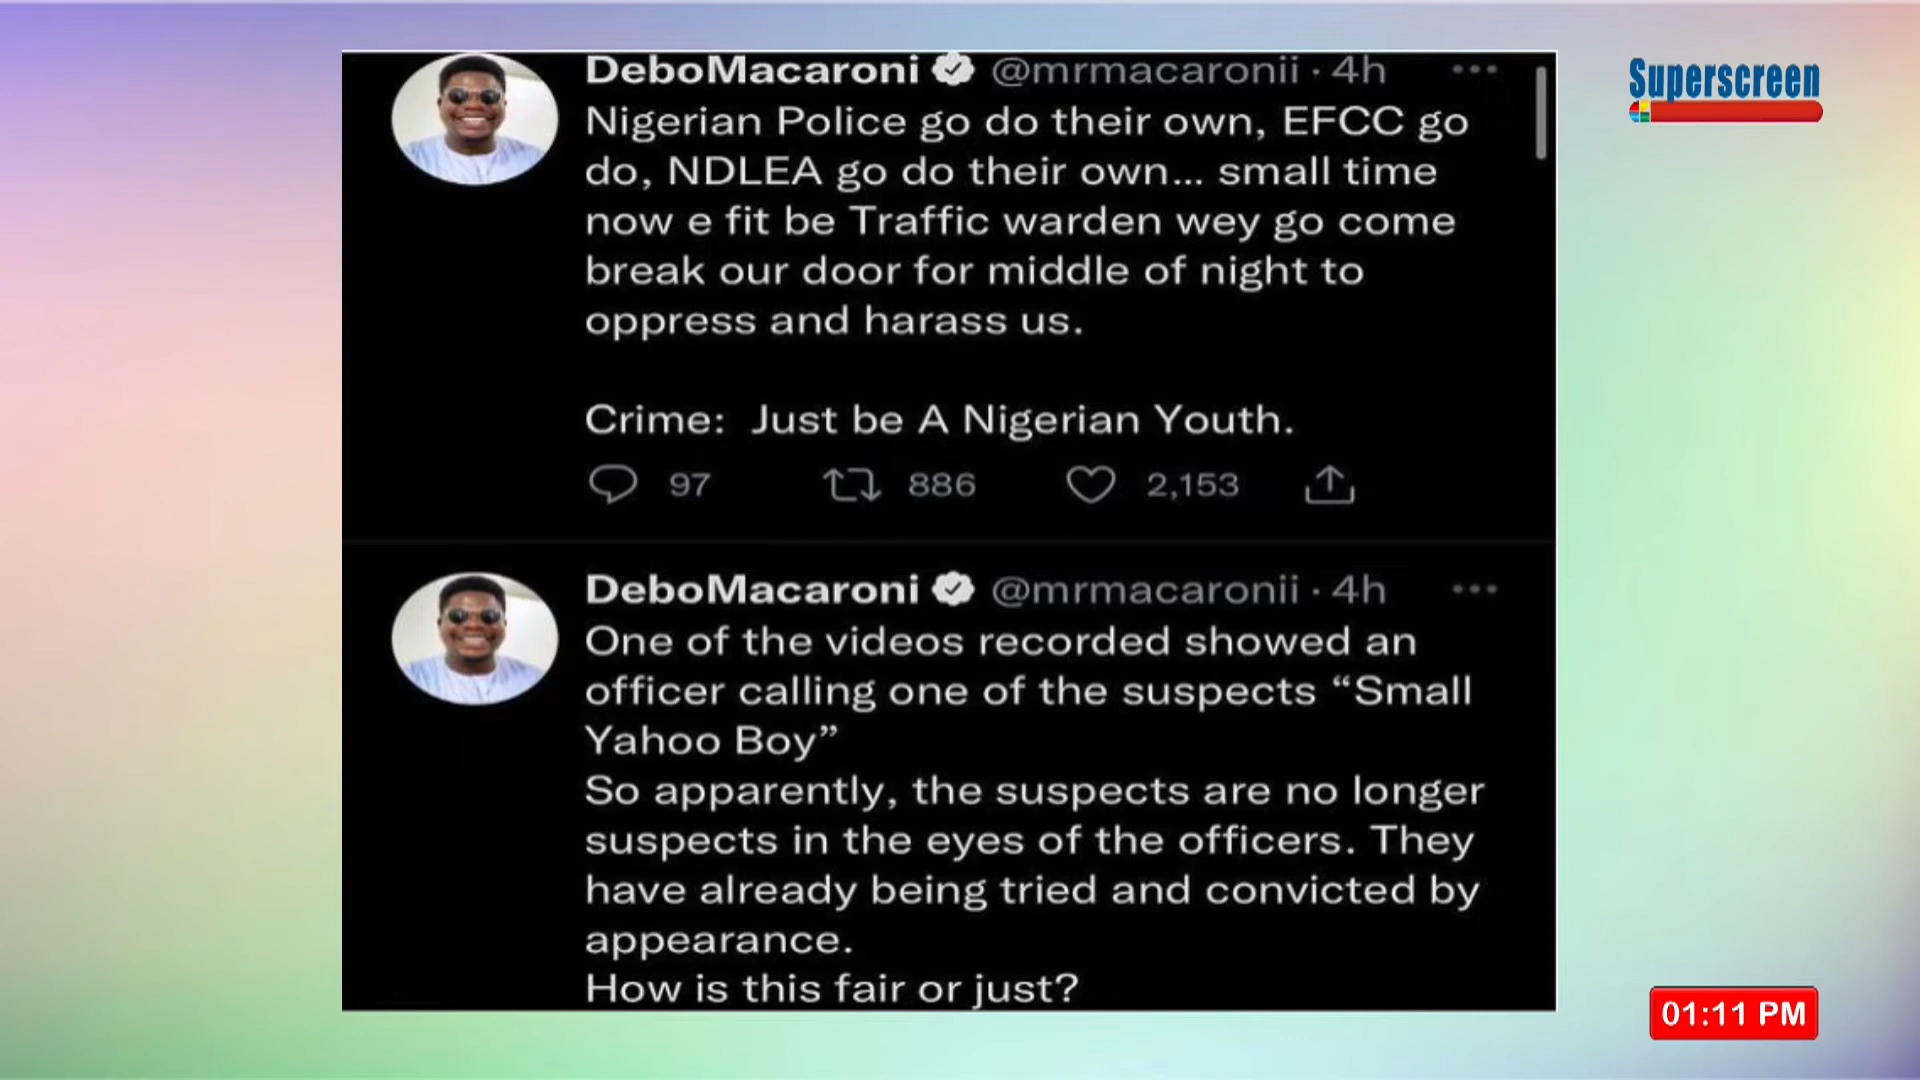 DeboMacaroni @mrmacaronii · 4h ...
Nigerian Police go do their own, EFCC go
do, NDLEA go do their own... small time
now e fit be Traffic warden wey go come
break our door for middle of night to
oppress and harass us.
Crime:  Just be A Nigerian Youth.
97 886 2,153
DeboMacaroni @mrmacaronii · 4h ...
One of the videos recorded showed an
officer calling one of the suspects “Small
Yahoo Boy”
So apparently, the suspects are no longer
suspects in the eyes of the officers. They
have already being tried and convicted by
appearance.
How is this fair or just?
Superscreen
01:11 PM